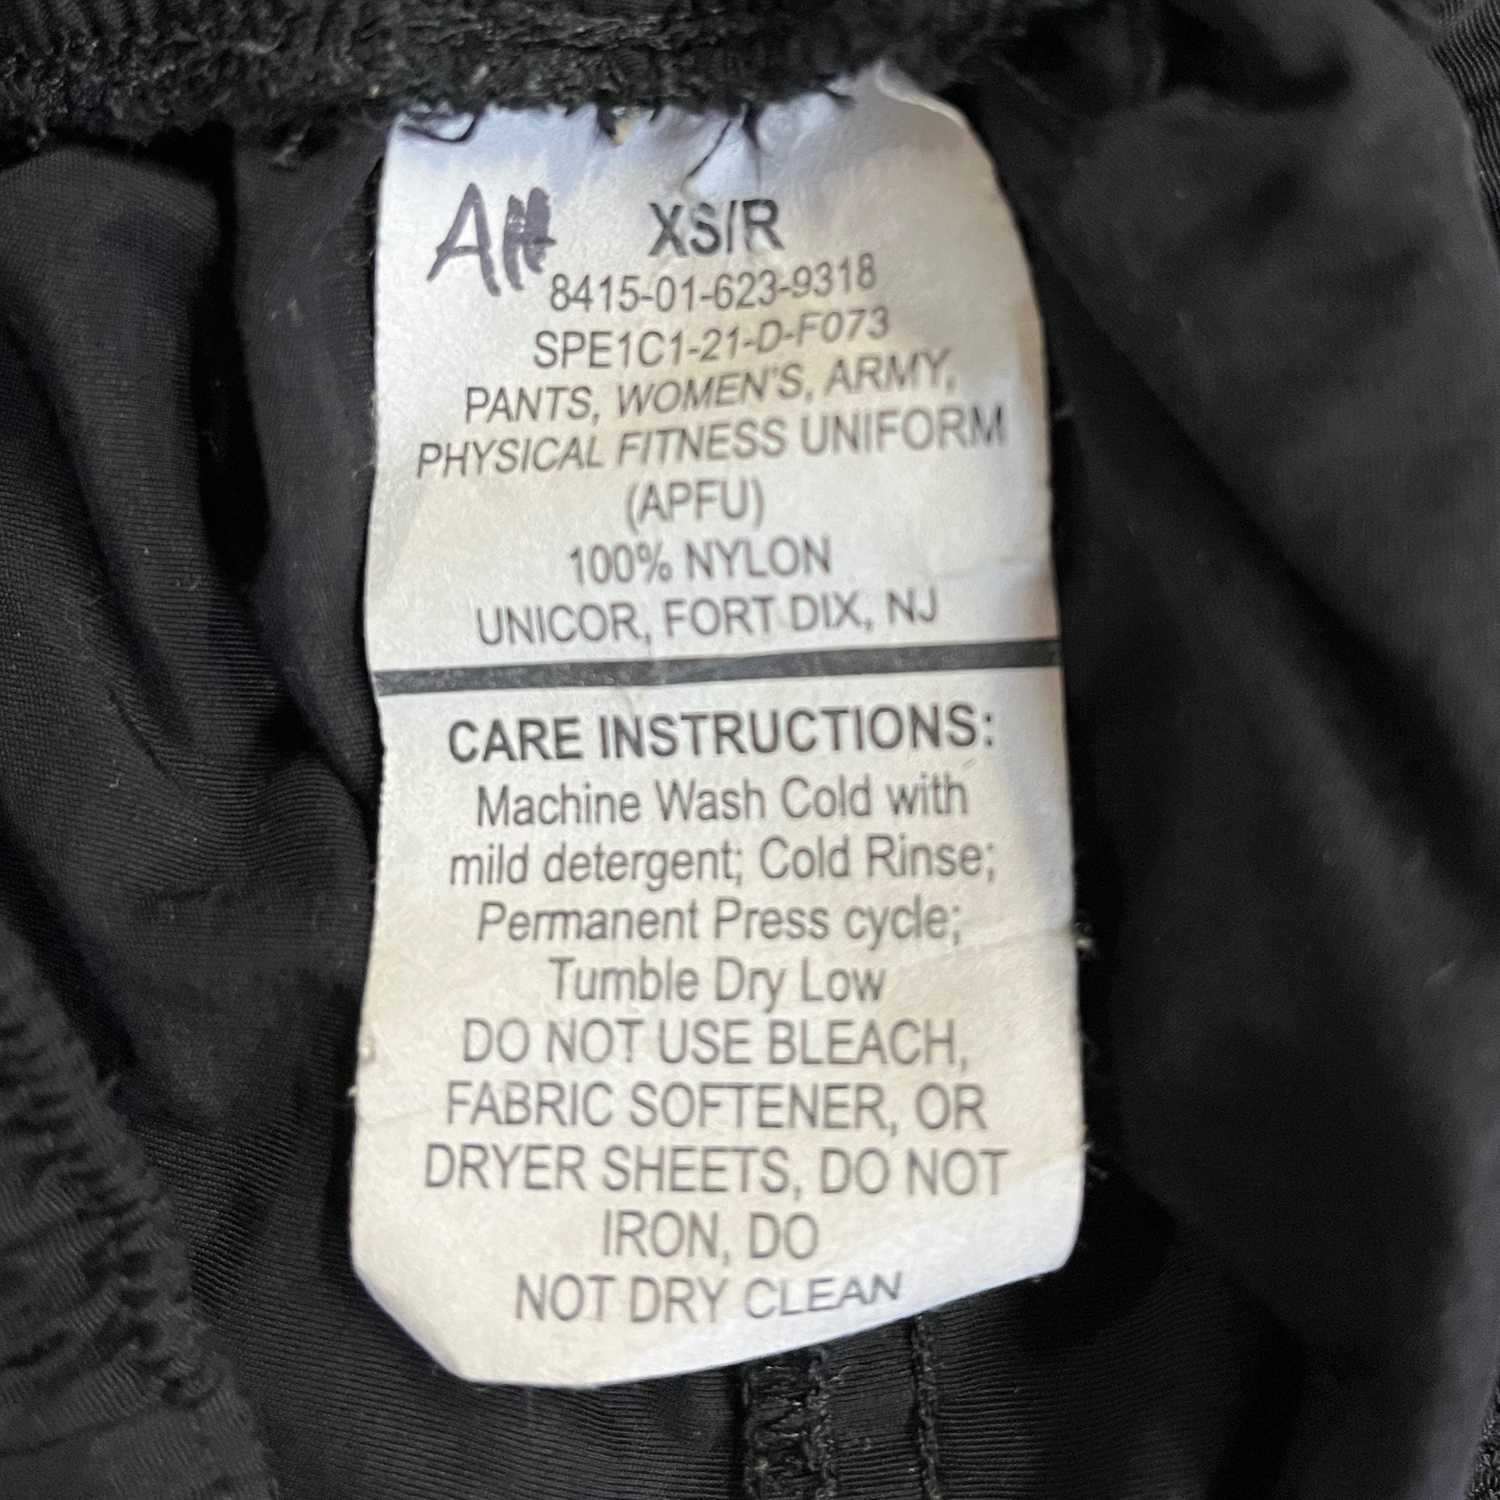 AH XS/R
8415-01-623-9318
SPE1C1-21-D-F073
PANTS, WOMEN'S, ARMY,
PHYSICAL FITNESS UNIFORM
(APFU)
100% NYLON
UNICOR, FORT DIX, NJ
CARE INSTRUCTIONS:
Machine Wash Cold with
mild detergent; Cold Rinse;
Permanent Press cycle;
Tumble Dry Low
DO NOT USE BLEACH,
FABRIC SOFTENER, OR
DRYER SHEETS, DO NOT
IRON, DO
NOT DRY CLEAN